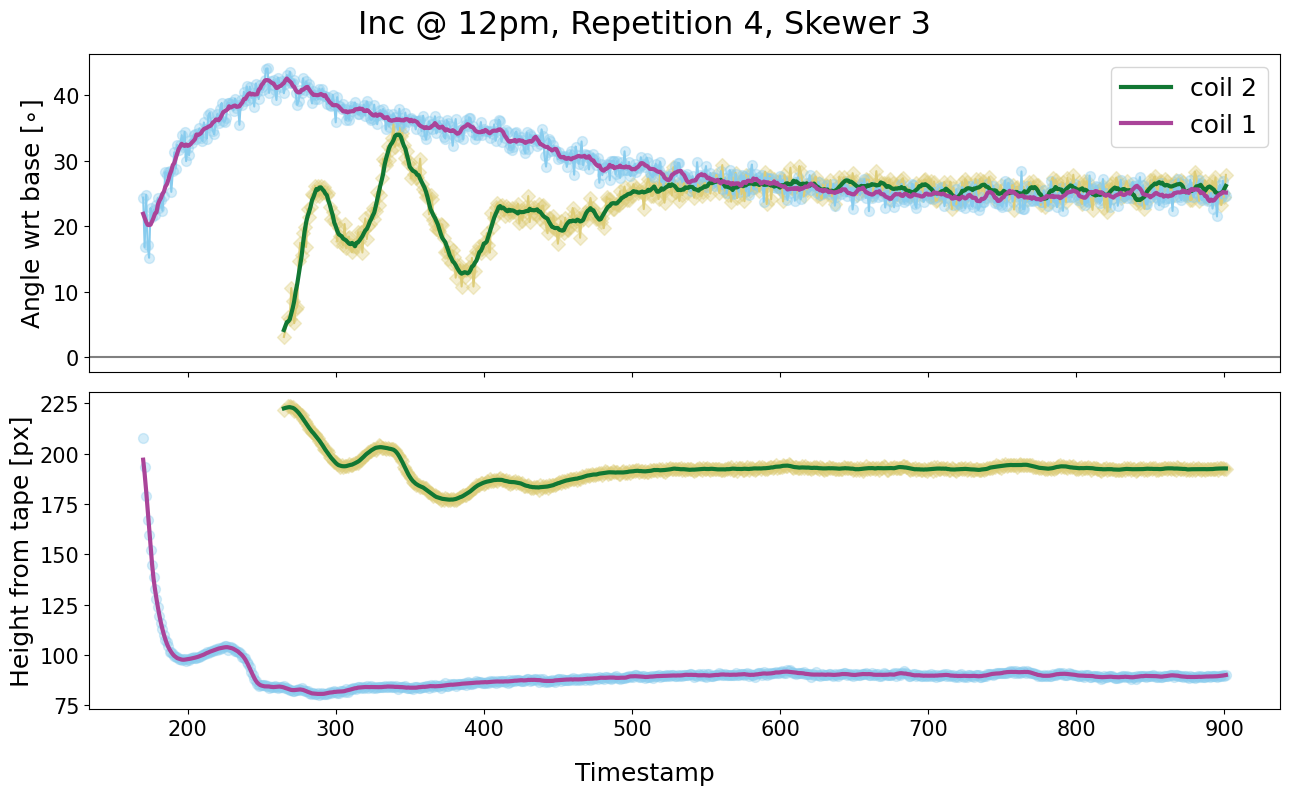 Inc @ 12pm, Repetition 4, Skewer 3
Angle wrt base [∘]
40
30
20
10
0
coil 2
coil 1
Height from tape [px]
225
200
175
150
125
100
75
200 300 400 500 600 700 800 900
Timestamp